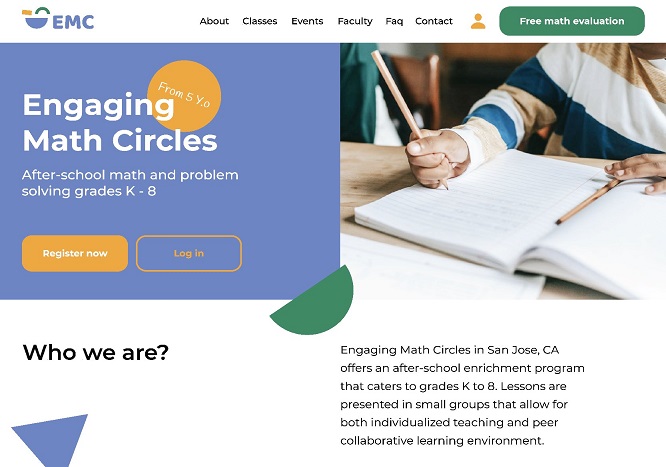 EMC
About Classes Events Faculty Faq Contact
Free math evaluation
From 5 Y.o
Engaging
Math Circles
After-school math and problem
solving grades K - 8
Register now
Log in
Who we are?
Engaging Math Circles in San Jose, CA
offers an after-school enrichment program
that caters to grades K to 8. Lessons are
presented in small groups that allow for
both individualized teaching and peer
collaborative learning environment.